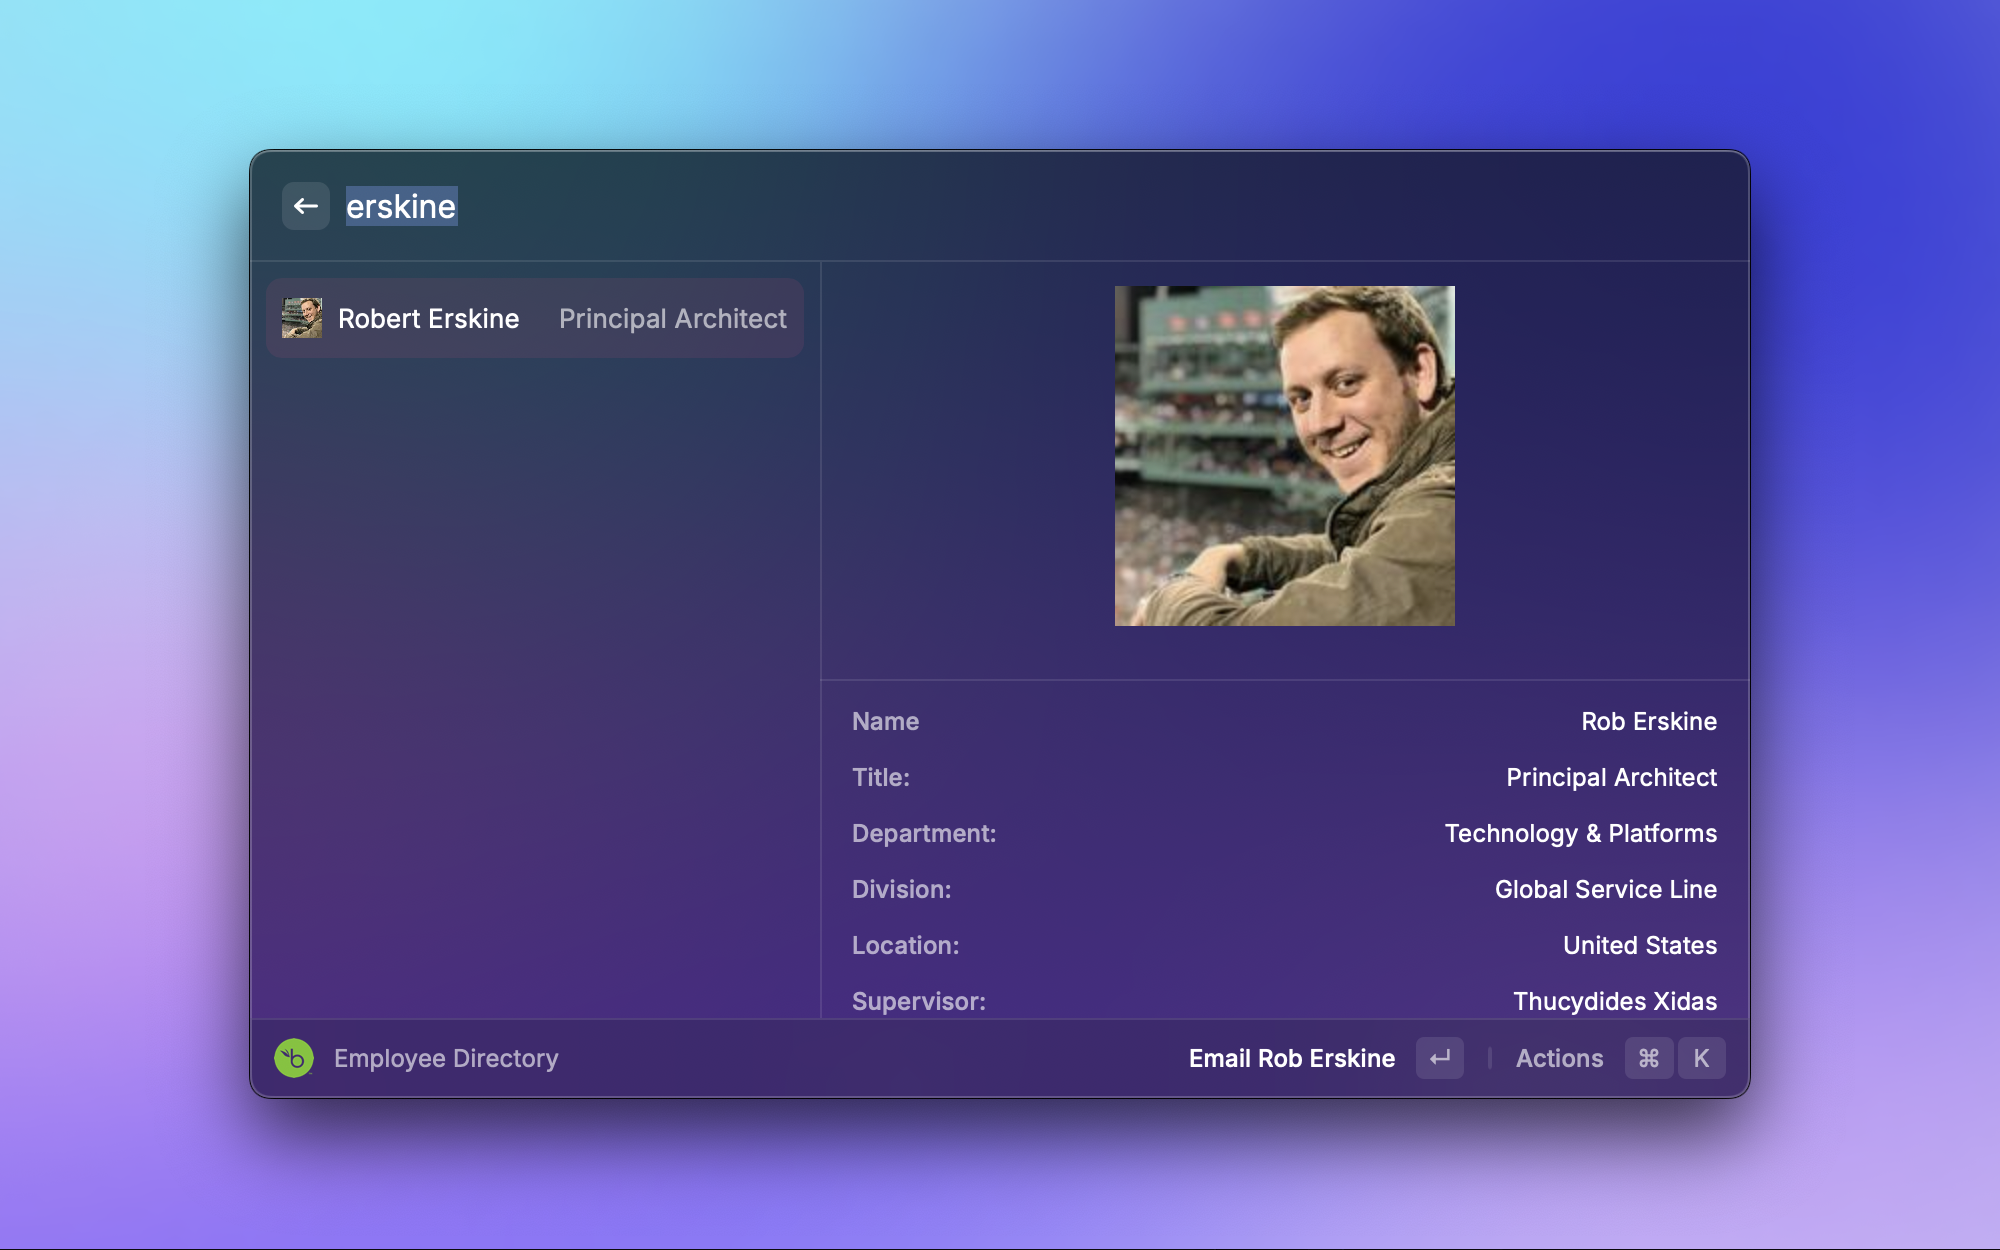 erskine
Robert Erskine Principal Architect
Name Rob Erskine
Title: Principal Architect
Department: Technology & Platforms
Division: Global Service Line
Location: United States
Supervisor: Thucydides Xidas
b Employee Directory Email Rob Erskine ↵ Actions ⌘ K